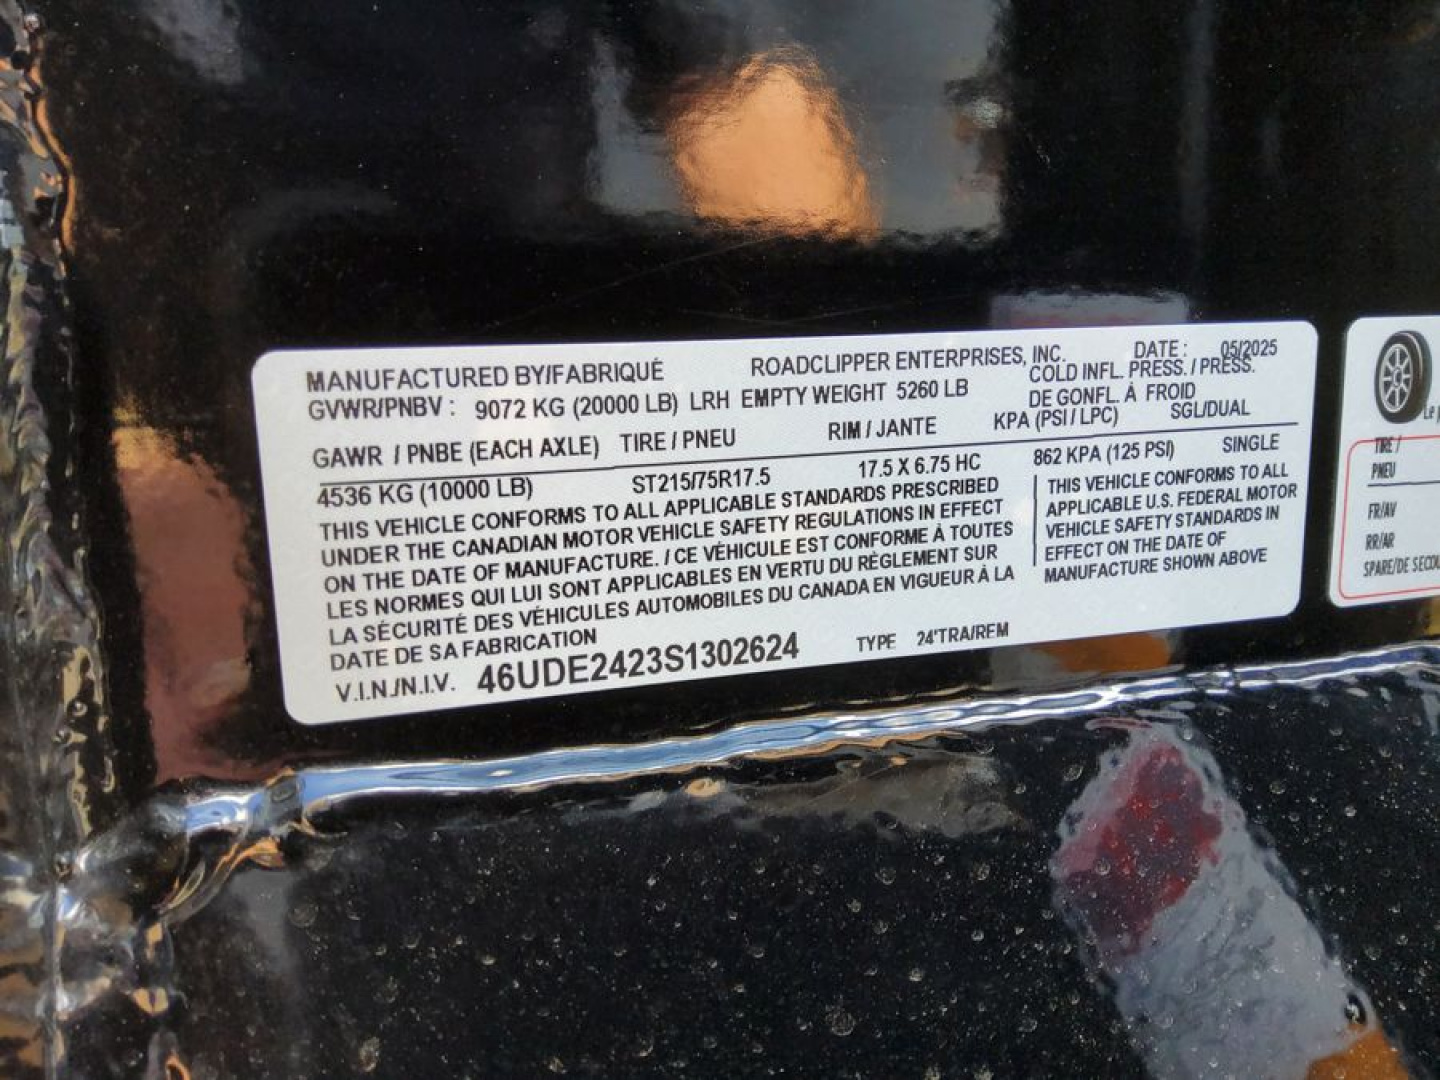 MANUFACTURED BY/FABRIQUÉ ROADCLIPPER ENTERPRISES, INC. DATE : 05/2025
GVWR/PNBV : 9072 KG (20000 LB) LRH EMPTY WEIGHT 5260 LB COLD INFL. PRESS. / PRESS.
DE GONFL. À FROID
GAWR / PNBE (EACH AXLE) TIRE / PNEU RIM / JANTE KPA (PSI / LPC) SGL/DUAL
4536 KG (10000 LB) ST215/75R17.5 17.5 X 6.75 HC 862 KPA (125 PSI) SINGLE
THIS VEHICLE CONFORMS TO ALL APPLICABLE STANDARDS PRESCRIBED
UNDER THE CANADIAN MOTOR VEHICLE SAFETY REGULATIONS IN EFFECT
ON THE DATE OF MANUFACTURE. / CE VÉHICULE EST CONFORME À TOUTES
LES NORMES QUI LUI SONT APPLICABLES EN VERTU DU RÈGLEMENT SUR
LA SÉCURITÉ DES VÉHICULES AUTOMOBILES DU CANADA EN VIGUEUR À LA
DATE DE SA FABRICATION
THIS VEHICLE CONFORMS TO ALL
APPLICABLE U.S. FEDERAL MOTOR
VEHICLE SAFETY STANDARDS IN
EFFECT ON THE DATE OF
MANUFACTURE SHOWN ABOVE
V.I.N./N.I.V. 46UDE2423S1302624 TYPE 24'TRA/REM
Le
TIRE /
PNEU
FR/AV
RR/AR
SPARE/DE